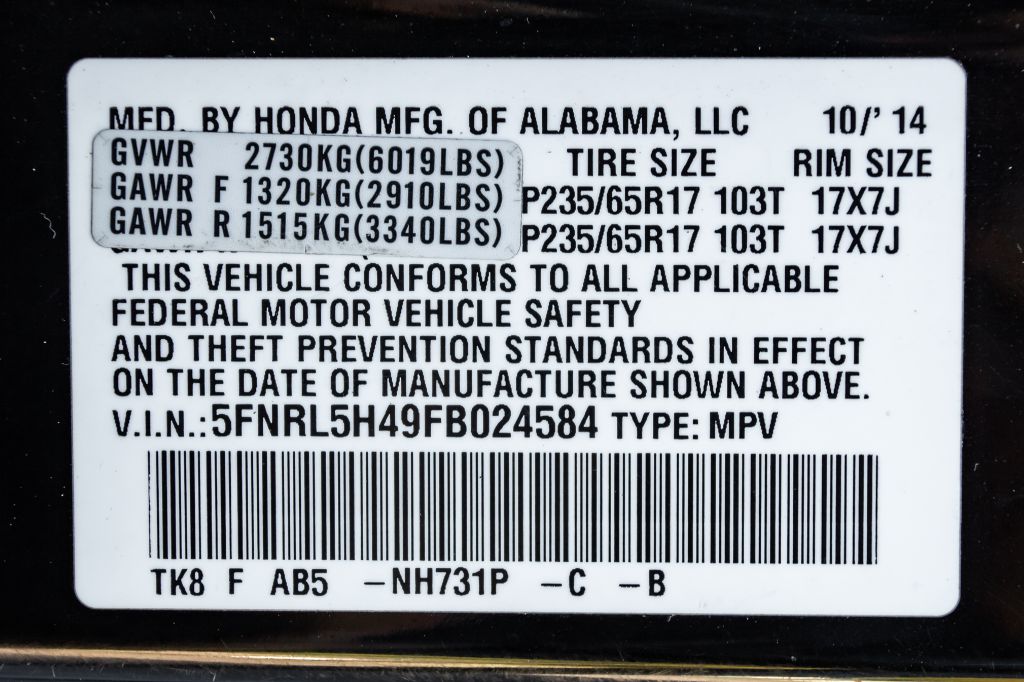 MFD. BY HONDA MFG. OF ALABAMA, LLC 10/' 14
GVWR 2730KG(6019LBS) TIRE SIZE RIM SIZE
GAWR F 1320KG(2910LBS) P235/65R17 103T 17X7J
GAWR R 1515KG(3340LBS) P235/65R17 103T 17X7J
THIS VEHICLE CONFORMS TO ALL APPLICABLE
FEDERAL MOTOR VEHICLE SAFETY
AND THEFT PREVENTION STANDARDS IN EFFECT
ON THE DATE OF MANUFACTURE SHOWN ABOVE.
V.I.N.:5FNRL5H49FB024584 TYPE: MPV
TK8 F AB5 –NH731P –C –B